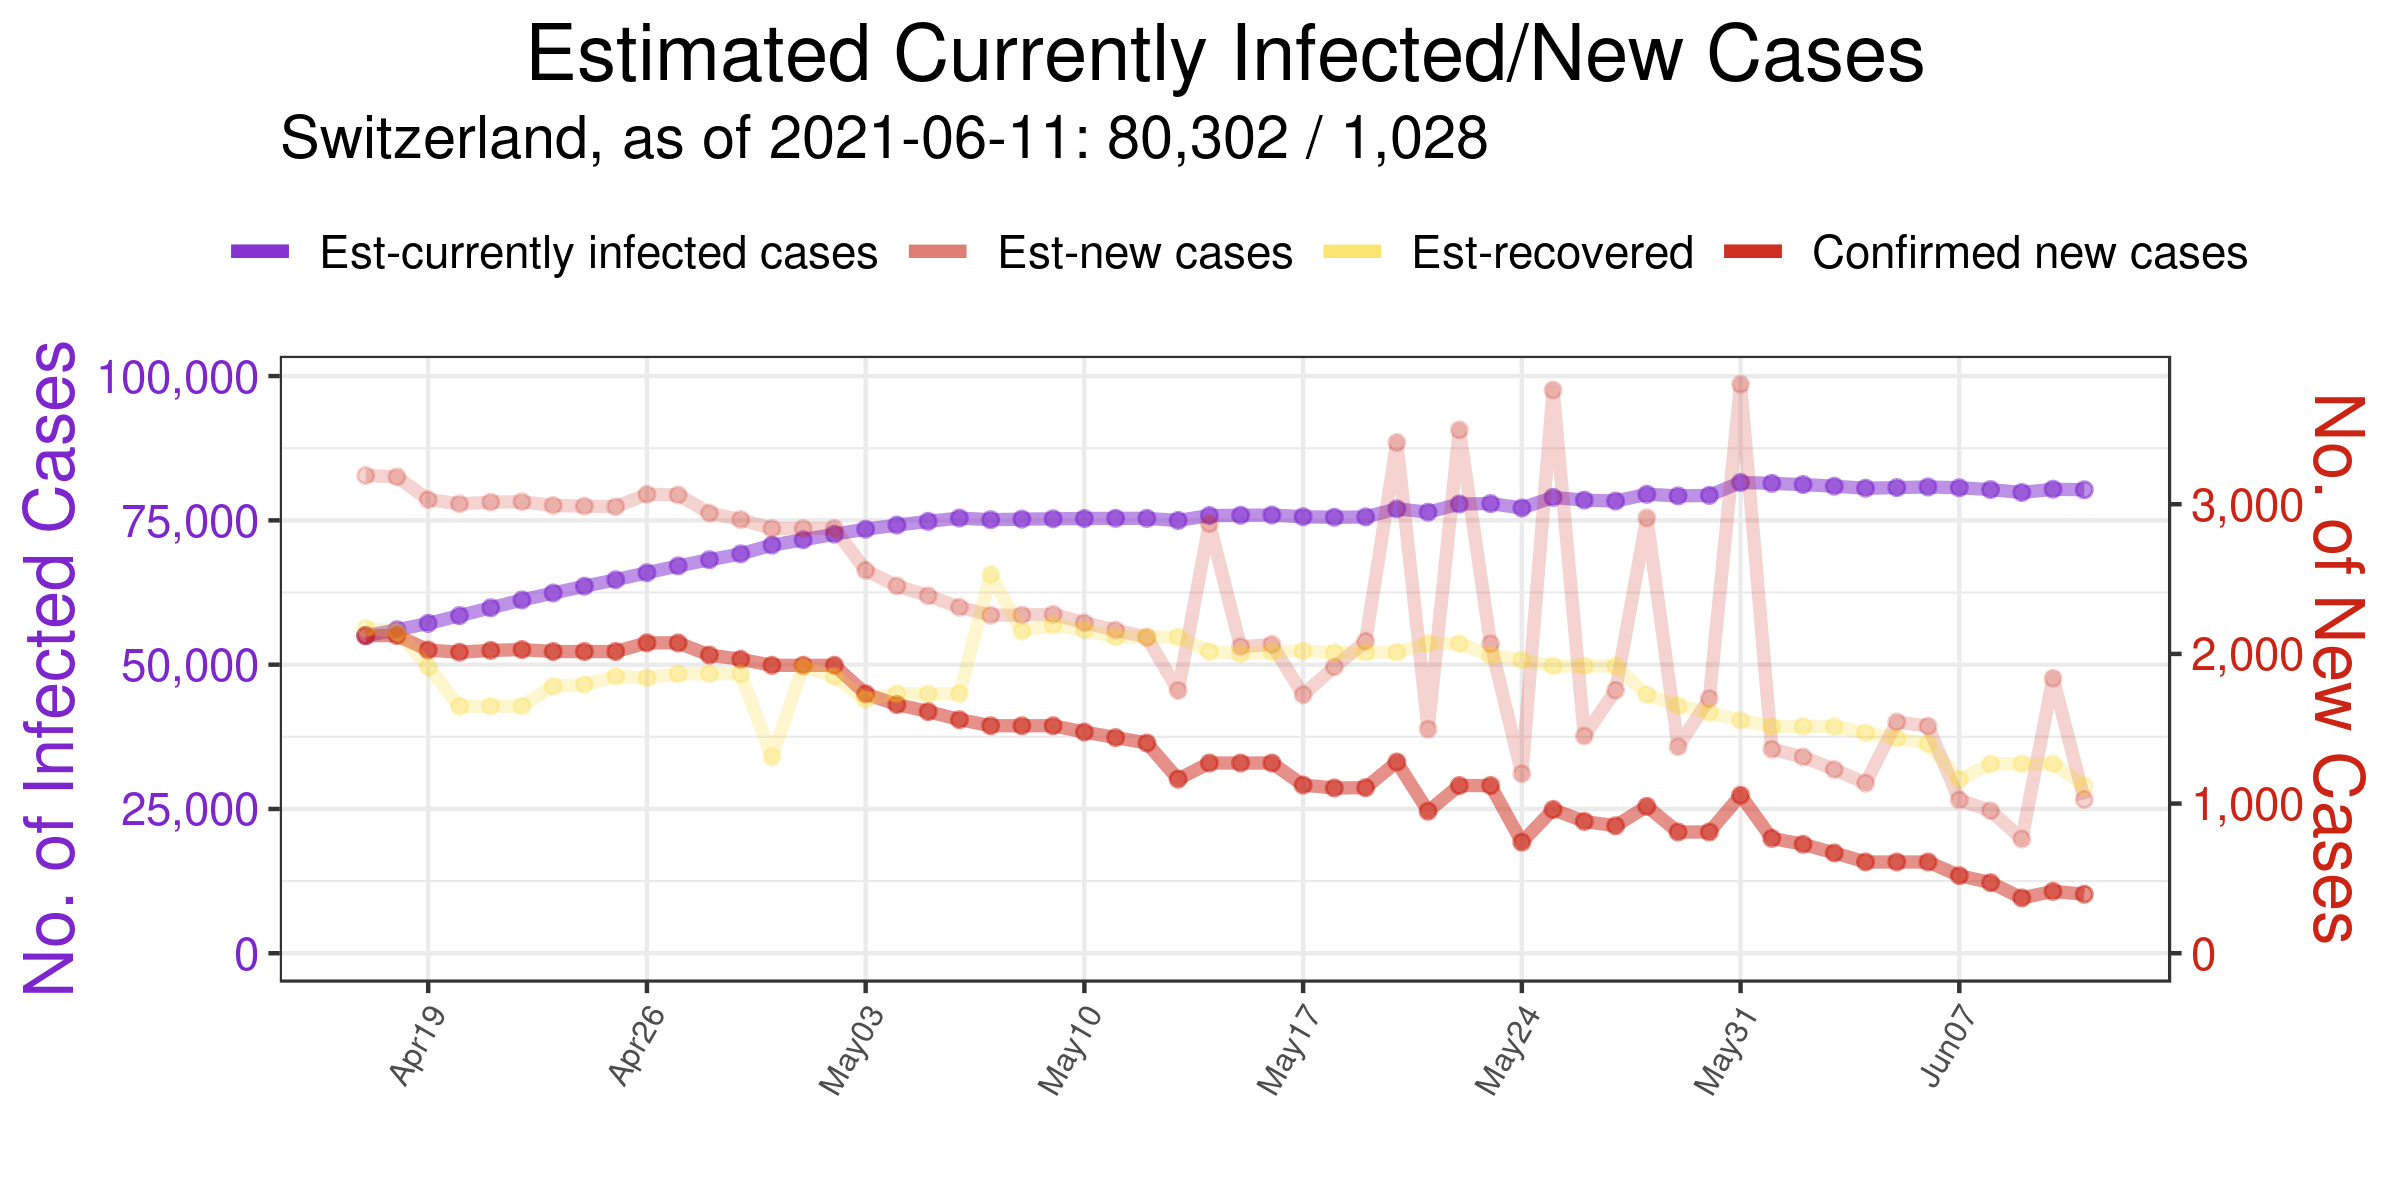 Estimated Currently Infected/New Cases
Switzerland, as of 2021-06-11: 80,302 / 1,028
Est-currently infected cases Est-new cases Est-recovered Confirmed new cases
No. of Infected Cases
100,000
75,000
50,000
25,000
0
3,000
2,000
1,000
0
No. of New Cases
Apr19 Apr26 May03 May10 May17 May24 May31 Jun07